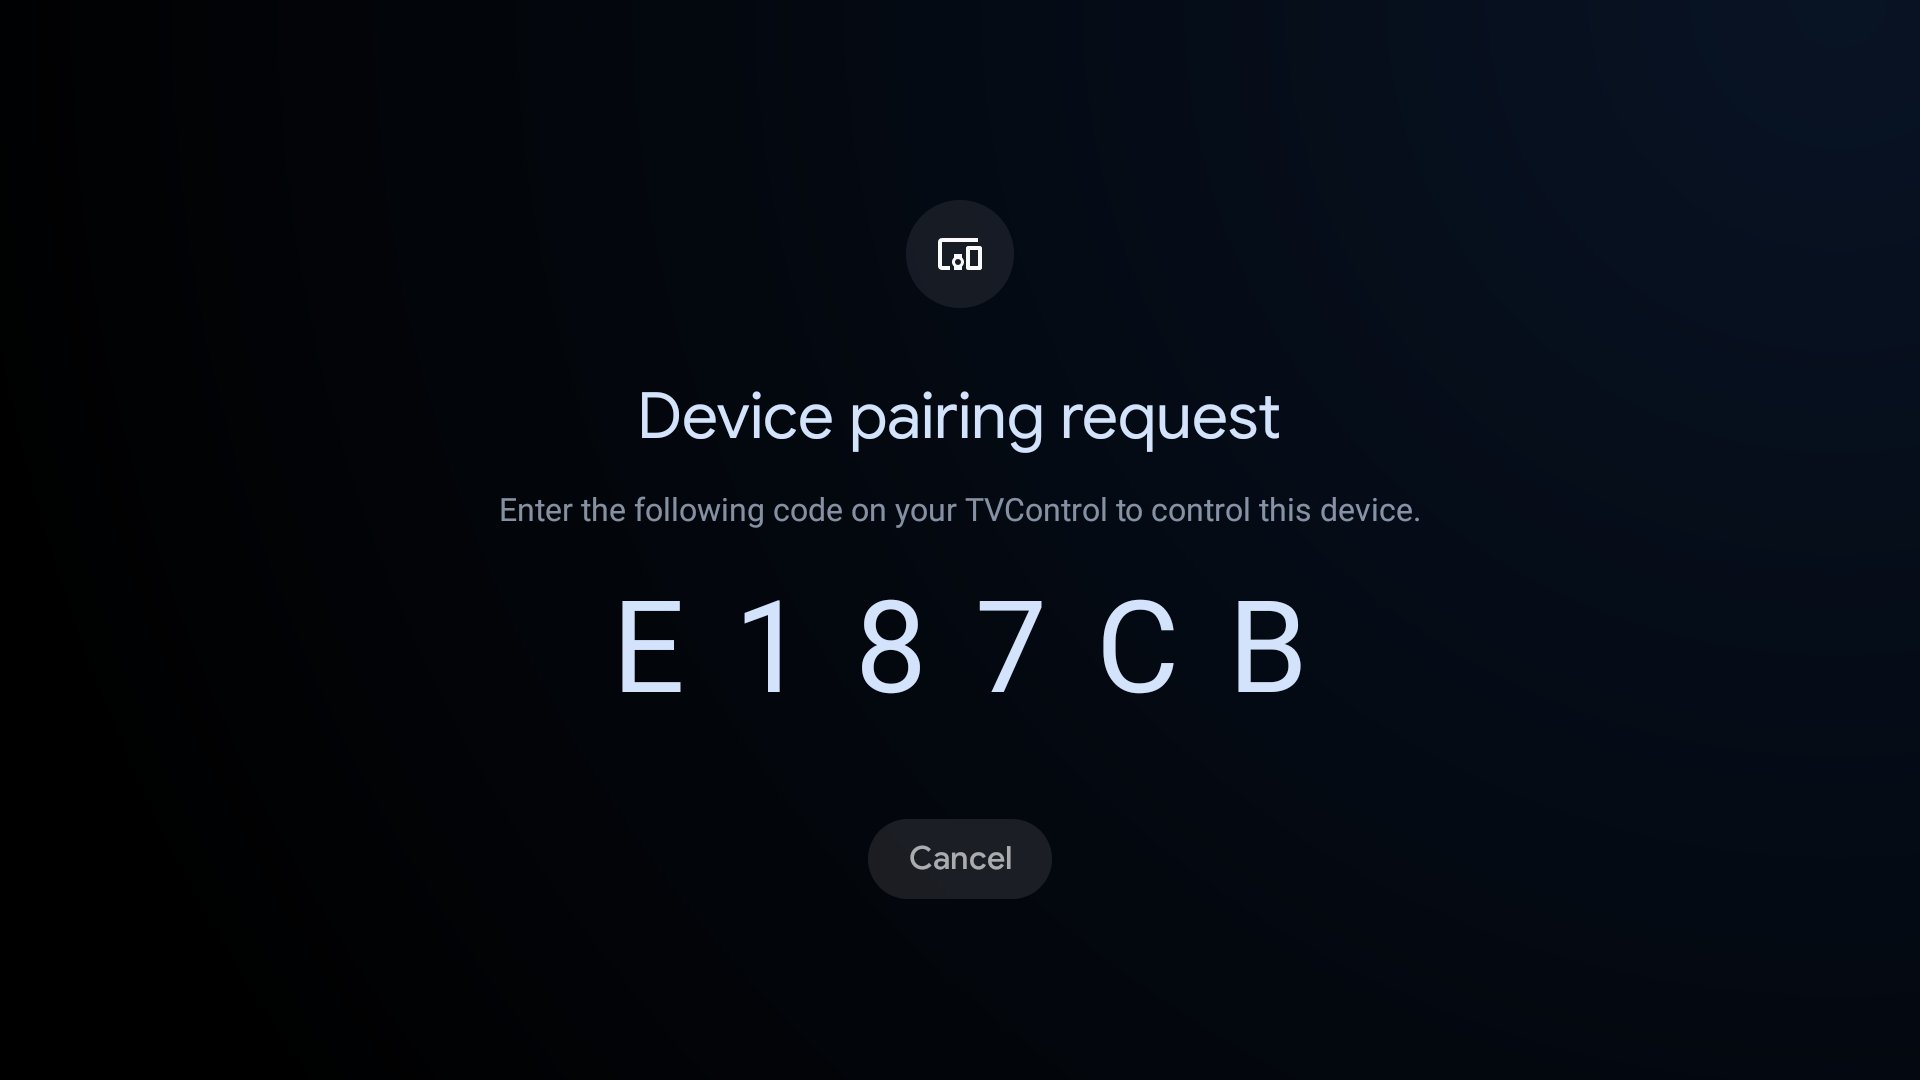 Device pairing request
Enter the following code on your TVControl to control this device.
E 1 8 7 C B
Cancel